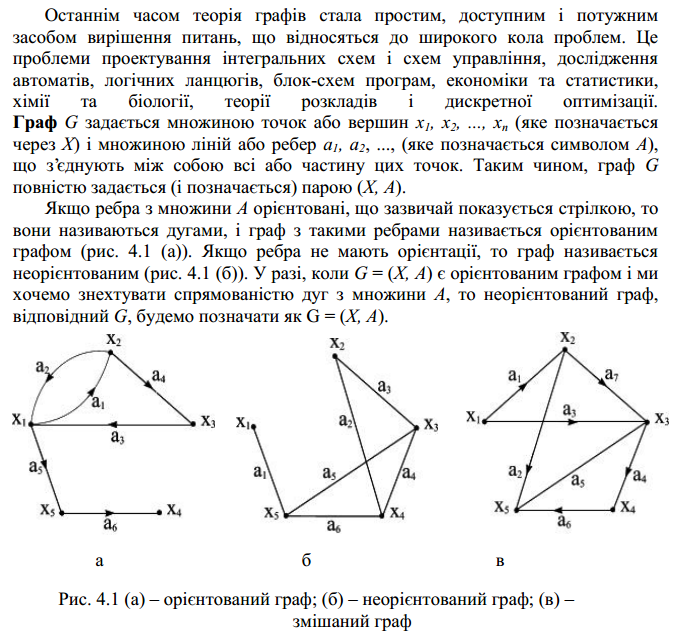 Останнім часом теорія графів стала простим, доступним і потужним
засобом вирішення питань, що відносяться до широкого кола проблем. Це
проблеми проектування інтегральних схем і схем управління, дослідження
автоматів, логічних ланцюгів, блок-схем програм, економіки та статистики,
хімії та біології, теорії розкладів і дискретної оптимізації.
Граф G задається множиною точок або вершин x1, x2, ..., xn (яке позначається
через X) і множиною ліній або ребер a1, a2, ..., (яке позначається символом A),
що з’єднують між собою всі або частину цих точок. Таким чином, граф G
повністю задається (і позначається) парою (X, A).
Якщо ребра з множини A орієнтовані, що зазвичай показується стрілкою, то
вони називаються дугами, і граф з такими ребрами називається орієнтованим
графом (рис. 4.1 (а)). Якщо ребра не мають орієнтації, то граф називається
неорієнтованим (рис. 4.1 (б)). У разі, коли G = (X, A) є орієнтованим графом і ми
хочемо знехтувати спрямованістю дуг з множини A, то неорієнтований граф,
відповідний G, будемо позначати як G = (X, A).
x2
a2
a4
a1
x1
x3
a3
a5
x5
x4
a6
x2
a3
a2
x1
x3
a1
a5
a4
x5
x4
a6
x2
a1
a7
a3
x1
x3
a2
a5
a4
x5
x4
a6
а б в
Рис. 4.1 (а) – орієнтований граф; (б) – неорієнтований граф; (в) –
змішаний граф